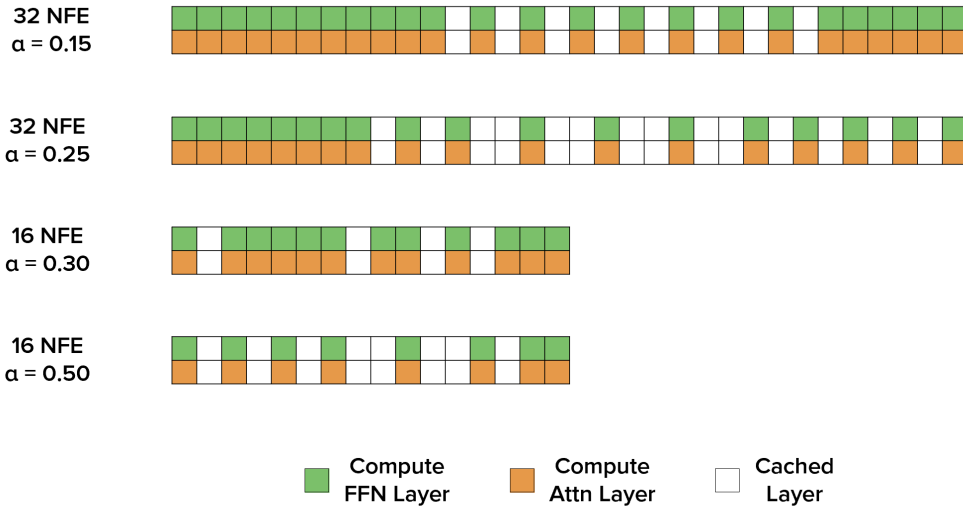 32 NFE
α = 0.15
32 NFE
α = 0.25
16 NFE
α = 0.30
16 NFE
α = 0.50
Compute
FFN Layer
Compute
Attn Layer
Cached
Layer